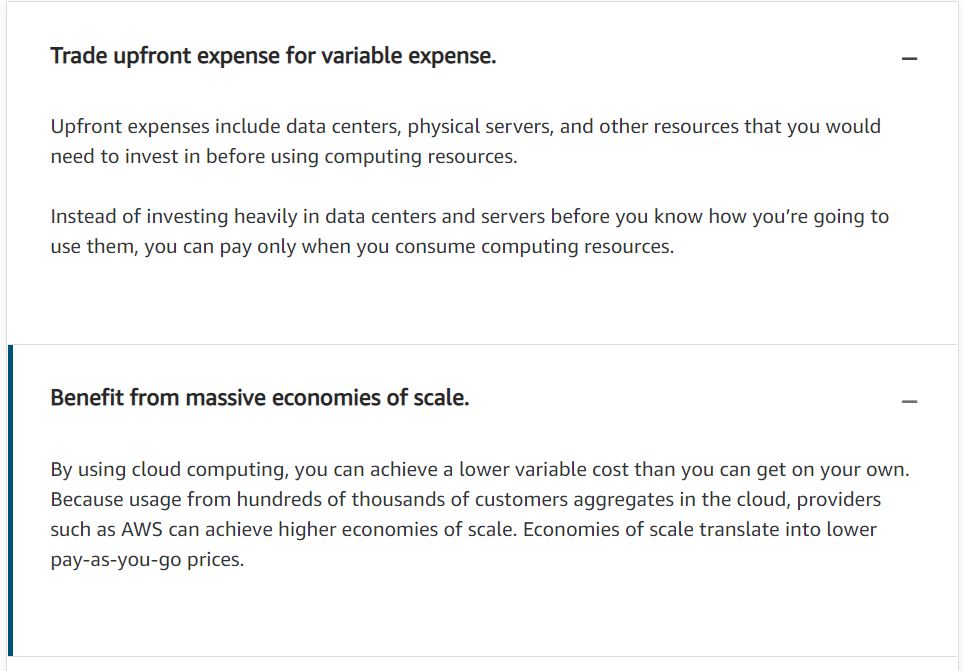 Trade upfront expense for variable expense.
Upfront expenses include data centers, physical servers, and other resources that you would
need to invest in before using computing resources.
Instead of investing heavily in data centers and servers before you know how you’re going to
use them, you can pay only when you consume computing resources.
Benefit from massive economies of scale.
By using cloud computing, you can achieve a lower variable cost than you can get on your own.
Because usage from hundreds of thousands of customers aggregates in the cloud, providers
such as AWS can achieve higher economies of scale. Economies of scale translate into lower
pay-as-you-go prices.